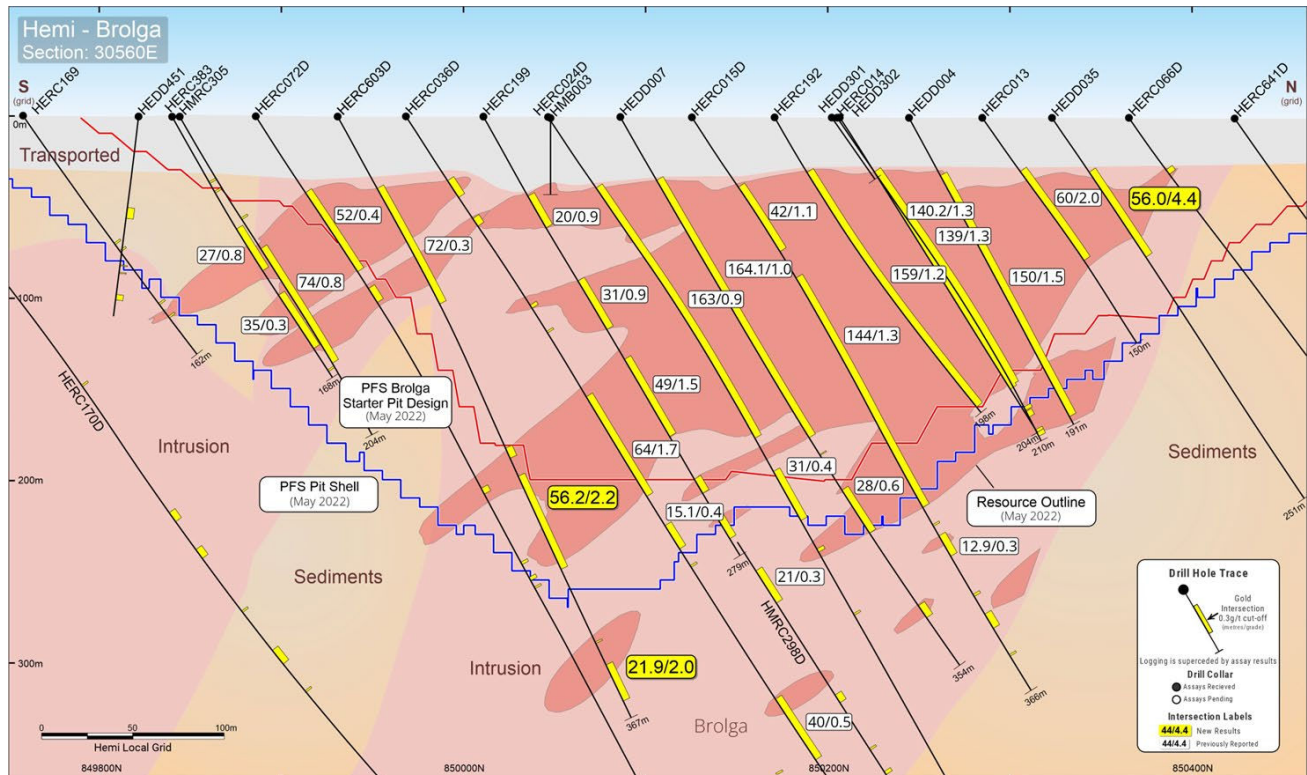 Hemi - Brolga
Section: 30560E
S
(grid)
N
(grid)
HERC169
HEDD451
HERC383
HMRC305
HERC072D
HERC603D
HERC036D
HERC199
HERC024D
HMB003
HEDD007
HERC015D
HERC192
HEDD301
HERC014
HEDD302
HEDD004
HERC013
HEDD035
HERC066D
HERC641D
0m
Transported
52/0.4
72/0.3
20/0.9
42/1.1
140.2/1.3
139/1.3
60/2.0
56.0/4.4
27/0.8
74/0.8
31/0.9
164.1/1.0
163/0.9
159/1.2
150/1.5
100m
35/0.3
144/1.3
162m
168m
204m
150m
49/1.5
PFS Brolga
Starter Pit Design
(May 2022)
198m
204m
210m
191m
HERC170D
Intrusion
64/1.7
31/0.4
28/0.6
Sediments
PFS Pit Shell
(May 2022)
200m
56.2/2.2
15.1/0.4
Resource Outline
(May 2022)
251m
12.9/0.3
279m
21/0.3
Sediments
HMRC298D
300m
Intrusion
21.9/2.0
367m
354m
366m
40/0.5
Brolga
Drill Hole Trace
Gold
Intersection
0.3g/t cut-off
(metres/grade)
Logging is superceded by assay results
Drill Collar
Assays Recieved
Assays Pending
Intersection Labels
44/4.4 New Results
44/4.4 Previously Reported
0 50 100m
Hemi Local Grid
849800N
850000N
850200N
850400N